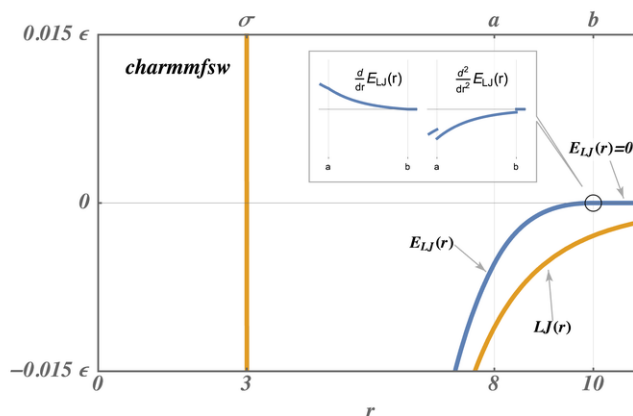 σ a b
0.015 ϵ
charmmfsw
d/dr E_LJ(r) d²/dr² E_LJ(r)
a b a b
E_LJ(r)=0
0
E_LJ(r)
LJ(r)
−0.015 ϵ
0 3 8 10
r